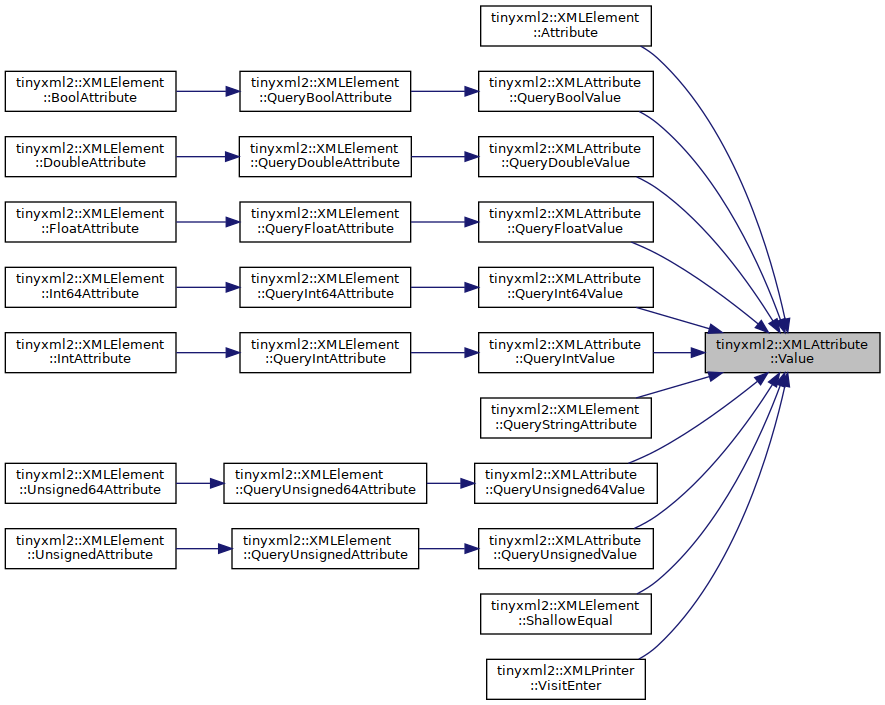 tinyxml2::XMLElement
::Attribute
tinyxml2::XMLElement
::BoolAttribute
tinyxml2::XMLElement
::QueryBoolAttribute
tinyxml2::XMLAttribute
::QueryBoolValue
tinyxml2::XMLElement
::DoubleAttribute
tinyxml2::XMLElement
::QueryDoubleAttribute
tinyxml2::XMLAttribute
::QueryDoubleValue
tinyxml2::XMLElement
::FloatAttribute
tinyxml2::XMLElement
::QueryFloatAttribute
tinyxml2::XMLAttribute
::QueryFloatValue
tinyxml2::XMLElement
::Int64Attribute
tinyxml2::XMLElement
::QueryInt64Attribute
tinyxml2::XMLAttribute
::QueryInt64Value
tinyxml2::XMLElement
::IntAttribute
tinyxml2::XMLElement
::QueryIntAttribute
tinyxml2::XMLAttribute
::QueryIntValue
tinyxml2::XMLAttribute
::Value
tinyxml2::XMLElement
::QueryStringAttribute
tinyxml2::XMLElement
::Unsigned64Attribute
tinyxml2::XMLElement
::QueryUnsigned64Attribute
tinyxml2::XMLAttribute
::QueryUnsigned64Value
tinyxml2::XMLElement
::UnsignedAttribute
tinyxml2::XMLElement
::QueryUnsignedAttribute
tinyxml2::XMLAttribute
::QueryUnsignedValue
tinyxml2::XMLElement
::ShallowEqual
tinyxml2::XMLPrinter
::VisitEnter